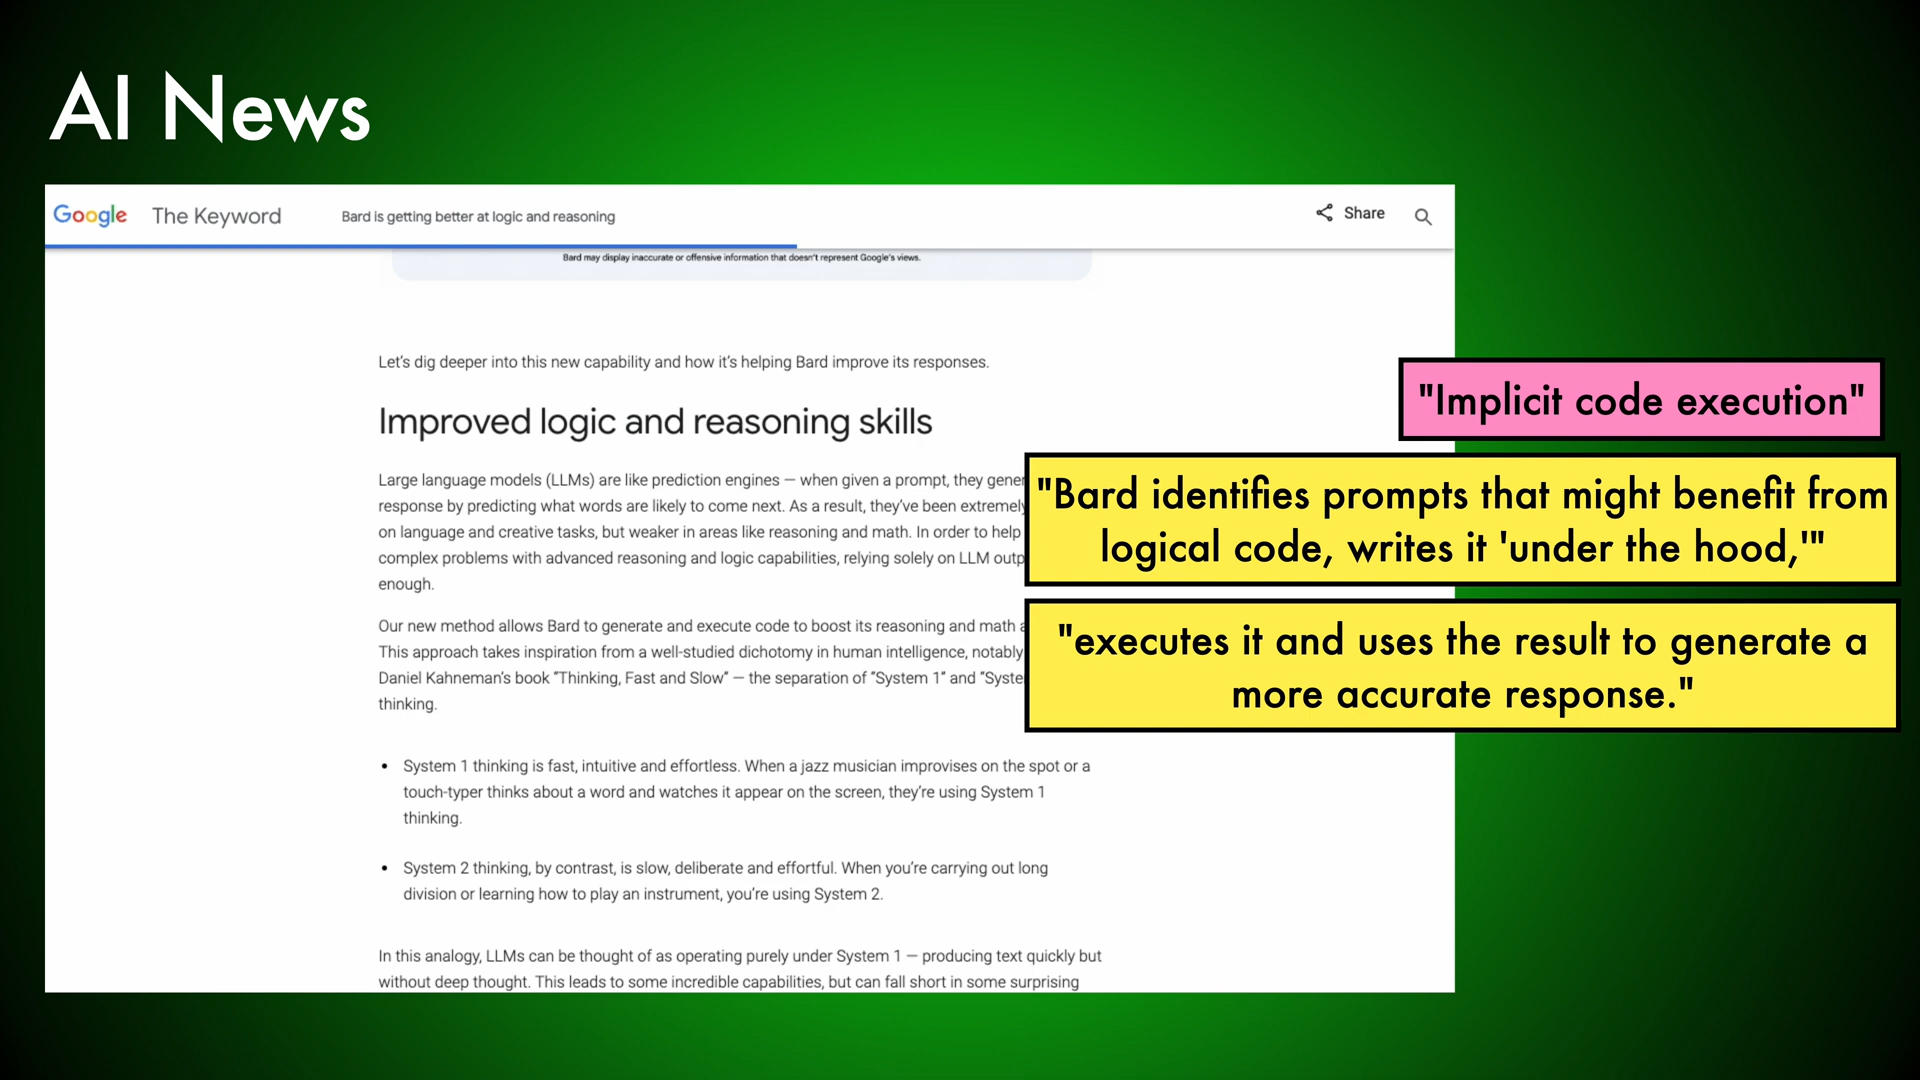 AI News
Google The Keyword Bard is getting better at logic and reasoning Share
Bard may display inaccurate or offensive information that doesn't represent Google's views.
Let's dig deeper into this new capability and how it's helping Bard improve its responses.
Improved logic and reasoning skills
Large language models (LLMs) are like prediction engines — when given a prompt, they gener
response by predicting what words are likely to come next. As a result, they've been extremely
on language and creative tasks, but weaker in areas like reasoning and math. In order to help
complex problems with advanced reasoning and logic capabilities, relying solely on LLM outp
enough.
Our new method allows Bard to generate and execute code to boost its reasoning and math
This approach takes inspiration from a well-studied dichotomy in human intelligence, notably
Daniel Kahneman's book “Thinking, Fast and Slow” — the separation of “System 1” and “Syste
thinking.
• System 1 thinking is fast, intuitive and effortless. When a jazz musician improvises on the spot or a
touch-typer thinks about a word and watches it appear on the screen, they're using System 1
thinking.
• System 2 thinking, by contrast, is slow, deliberate and effortful. When you're carrying out long
division or learning how to play an instrument, you're using System 2.
In this analogy, LLMs can be thought of as operating purely under System 1 — producing text quickly but
without deep thought. This leads to some incredible capabilities, but can fall short in some surprising
"Implicit code execution"
"Bard identifies prompts that might benefit from
logical code, writes it 'under the hood,'"
"executes it and uses the result to generate a
more accurate response."